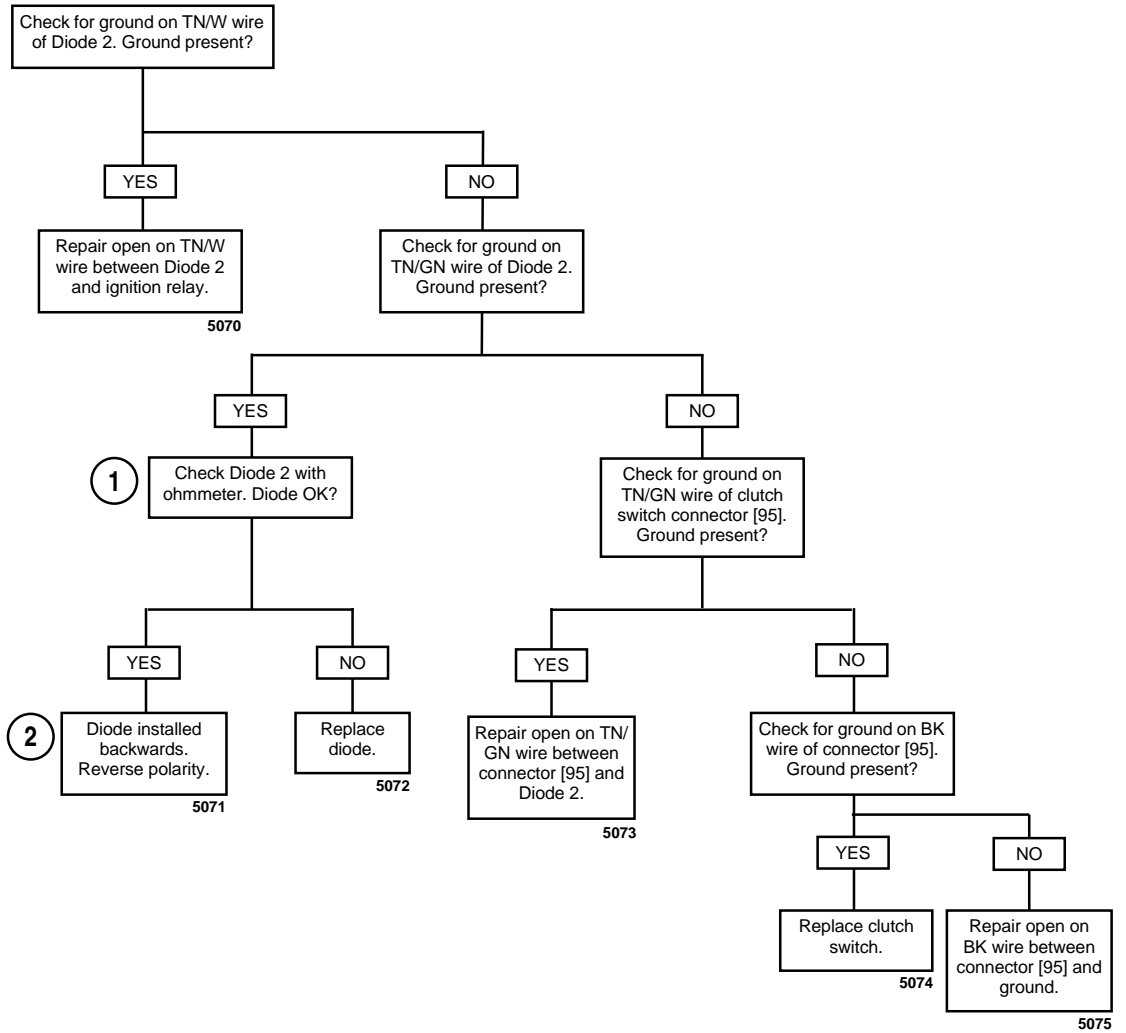 Check for ground on TN/W wire
of Diode 2. Ground present?
YES
NO
Repair open on TN/W
wire between Diode 2
and ignition relay.
5070
Check for ground on
TN/GN wire of Diode 2.
Ground present?
YES
NO
1
Check Diode 2 with
ohmmeter. Diode OK?
Check for ground on
TN/GN wire of clutch
switch connector [95].
Ground present?
YES
NO
YES
NO
2
Diode installed
backwards.
Reverse polarity.
5071
Replace
diode.
5072
Repair open on TN/
GN wire between
connector [95] and
Diode 2.
5073
Check for ground on BK
wire of connector [95].
Ground present?
YES
NO
Replace clutch
switch.
5074
Repair open on
BK wire between
connector [95] and
ground.
5075